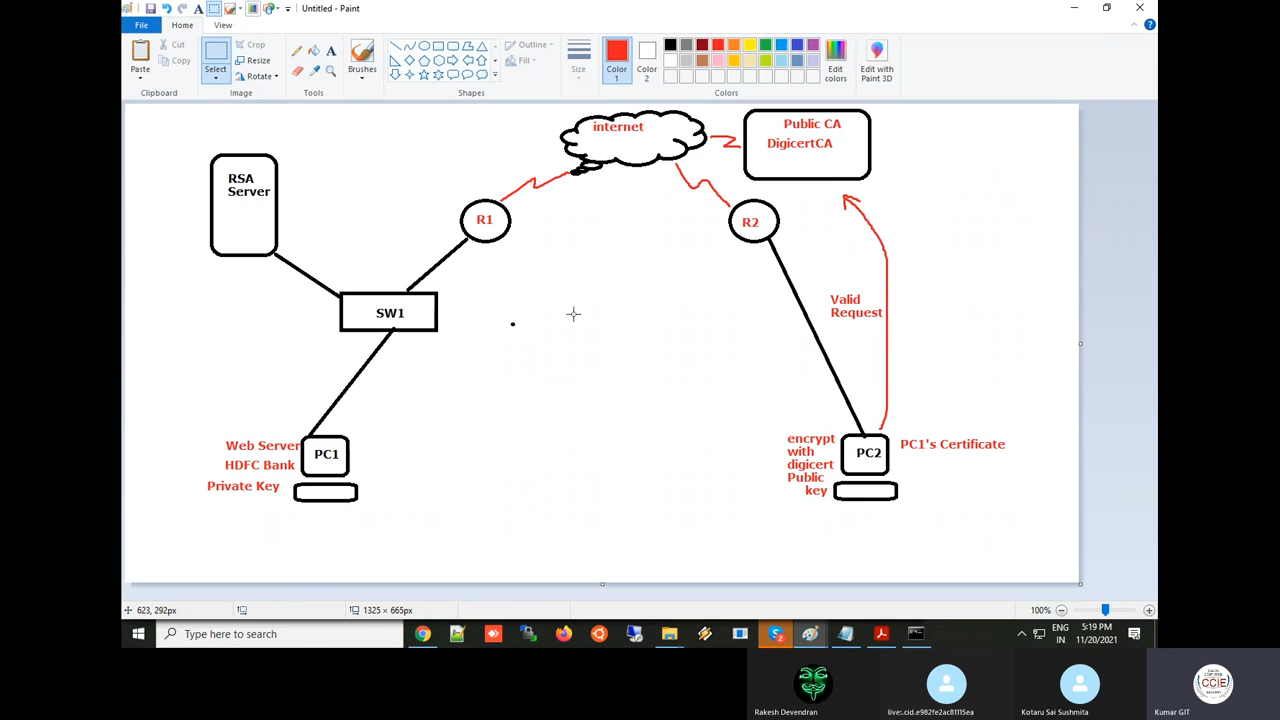 Untitled - Paint
File
Home
View
Paste
Cut
Copy
Clipboard
Select
Crop
Resize
Rotate
Image
A
Tools
Brushes
Outline
Fill
Shapes
Size
Color
1
Color
2
Edit
colors
Colors
Edit with
Paint 3D
internet
Public CA
DigicertCA
RSA
Server
R1
R2
SW1
Valid
Request
Web Server
HDFC Bank
Private Key
PC1
encrypt
with
digicert
Public
key
PC2
PC1's Certificate
623, 292px
1325 × 665px
100%
Type here to search
ENG
IN
5:19 PM
11/20/2021
Rakesh Devendran
live:.cid.e982fe2ac81115ea
Kotaru Sai Sushmita
CCIE
Kumar GIT